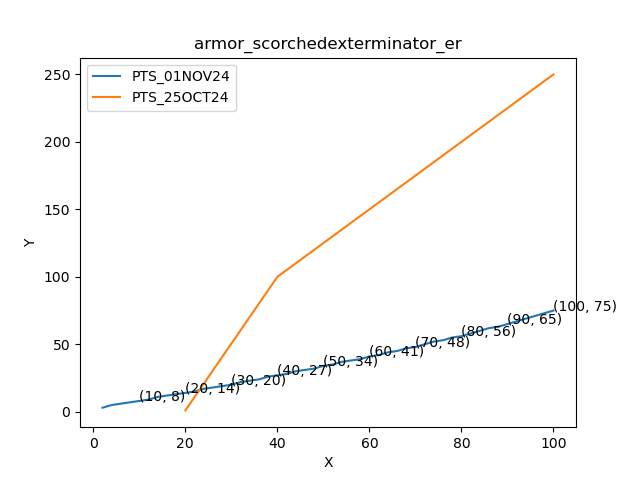 armor_scorchedexterminator_er
PTS_01NOV24
PTS_25OCT24
250
200
150
100
50
0
Y
(100, 75)
(90, 65)
(80, 56)
(70, 48)
(60, 41)
(50, 34)
(40, 27)
(30, 20)
(20, 14)
(10, 8)
0 20 40 60 80 100
X